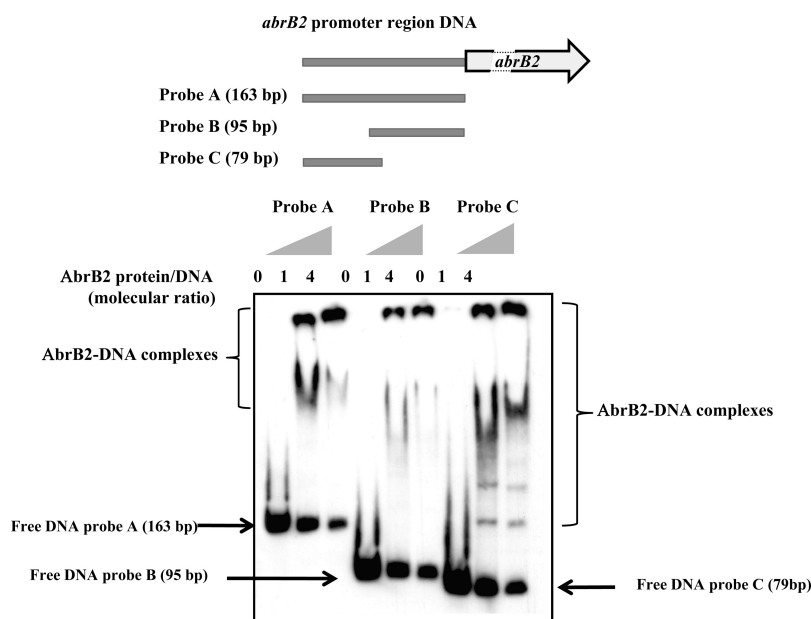 abrB2 promoter region DNA
abrB2
Probe A (163 bp)
Probe B (95 bp)
Probe C (79 bp)
Probe A Probe B Probe C
AbrB2 protein/DNA 0 1 4 0 1 4 0 1 4
(molecular ratio)
AbrB2-DNA complexes
AbrB2-DNA complexes
Free DNA probe A (163 bp)
Free DNA probe B (95 bp)
Free DNA probe C (79bp)